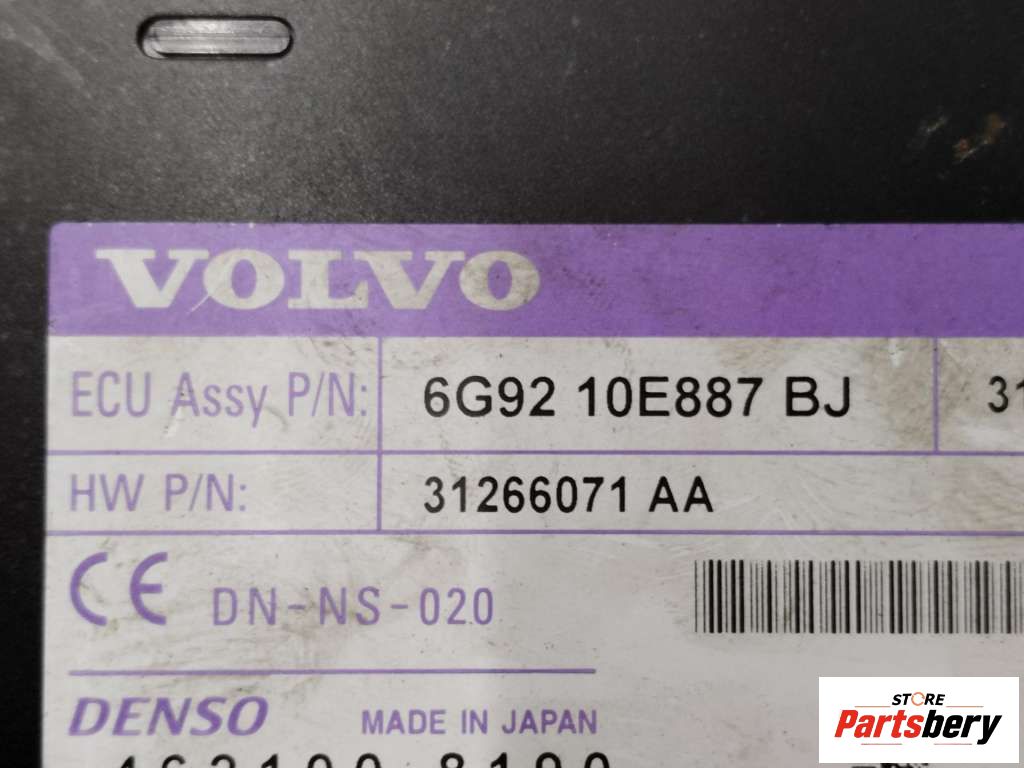 VOLVO
ECU Assy P/N: 6G92 10E887 BJ 31
HW P/N: 31266071 AA
CE DN-NS-020
DENSO MADE IN JAPAN
STORE
Partsbery